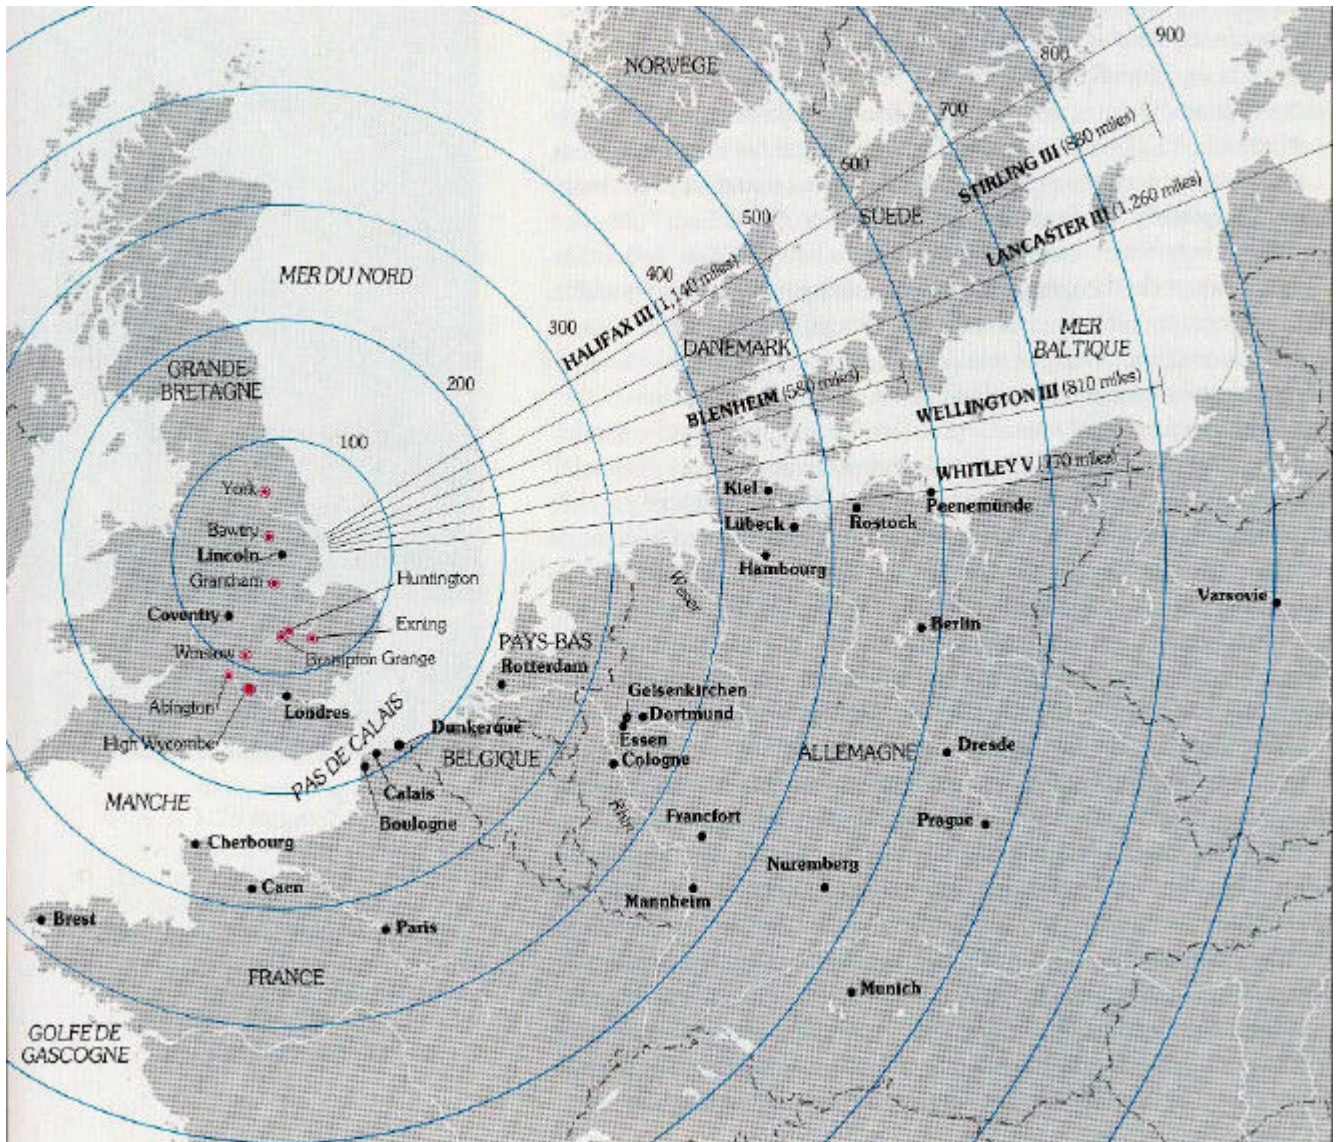 NORVEGE
900
800
700
600
500
400
300
200
100
STIRLING III (880 miles)
LANCASTER III (1,260 miles)
HALIFAX III (1,140 miles)
BLENHEIM (580 miles)
WELLINGTON III (810 miles)
WHITLEY V (770 miles)
SUEDE
MER DU NORD
MER
BALTIQUE
DANEMARK
GRANDE-
BRETAGNE
York
Bawtry
Lincoln
Grantham
Coventry
Huntington
Exning
Brampton Grange
Winslow
Abington
High Wycombe
Londres
Kiel
Lübeck
Hambourg
Rostock
Peenemünde
Varsovie
Berlin
Weser
PAYS-BAS
Rotterdam
Gelsenkirchen
Dortmund
Essen
Cologne
Dunkerque
PAS DE CALAIS
BELGIQUE
Calais
Boulogne
ALLEMAGNE
Dresde
Prague
MANCHE
Rhin
Francfort
Nuremberg
Mannheim
Cherbourg
Caen
Brest
Paris
FRANCE
Munich
GOLFE DE
GASCOGNE